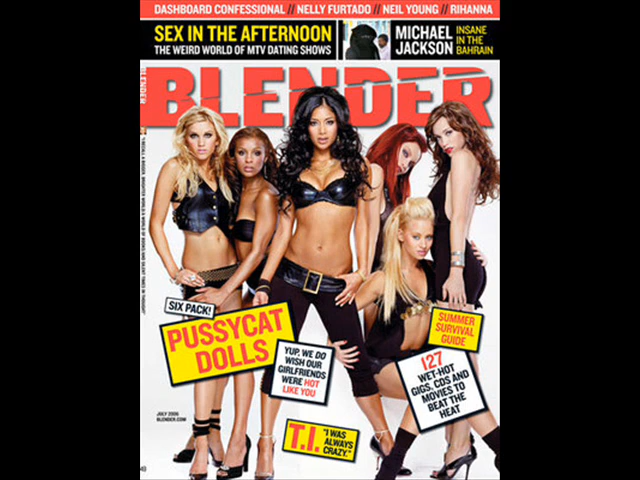 DASHBOARD CONFESSIONAL // NELLY FURTADO // NEIL YOUNG // RIHANNA
SEX IN THE AFTERNOON
THE WEIRD WORLD OF MTV DATING SHOWS
MICHAEL
JACKSON
INSANE
IN THE
BAHRAIN
BLENDER
BLENDER
SIX PACK!
PUSSYCAT
DOLLS
YUP, WE DO
WISH OUR
GIRLFRIENDS
WERE HOT
LIKE YOU
SUMMER
SURVIVAL
GUIDE
127
WET-HOT
GIGS, CDS AND
MOVIES TO
BEAT THE
HEAT
JULY 2006
BLENDER.COM
T.I.
"I WAS
ALWAYS
CRAZY."